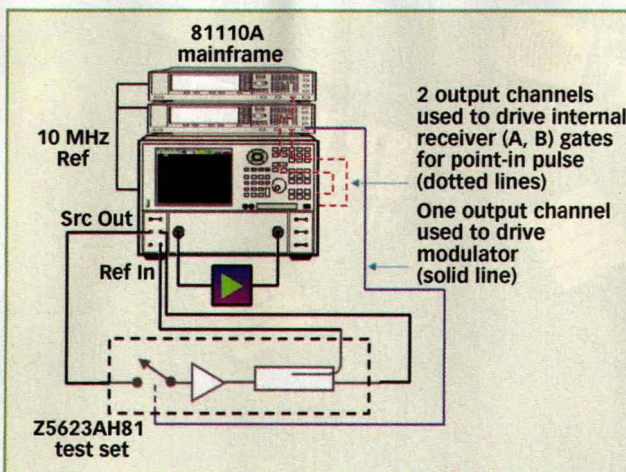 81110A
mainframe
10 MHz
Ref
2 output channels
used to drive internal
receiver (A, B) gates
for point-in pulse
(dotted lines)
Src Out
One output channel
used to drive
modulator
(solid line)
Ref In
Z5623AH81
test set